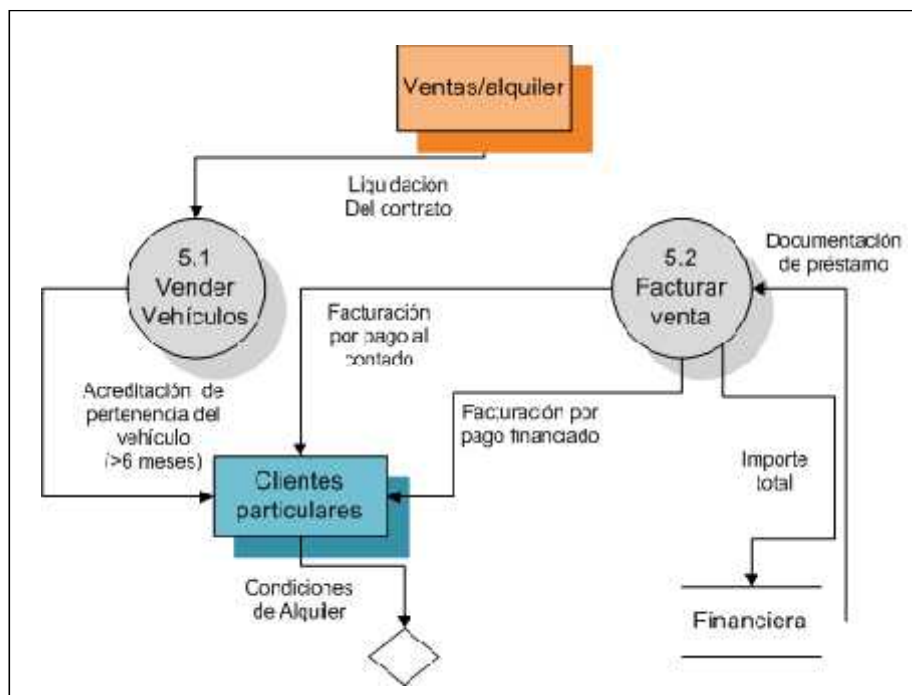 Ventas/alquiler
Liquidación
Del contrato
5.1
Vender
Vehículos
5.2
Facturar
venta
Documentación
de préstamo
Facturación
por pago al
contado
Acreditación de
pertenencia del
vehículo
(>6 meses)
Facturación por
pago financiado
Importe
total
Clientes
particulares
Condiciones
de Alquiler
Financiera